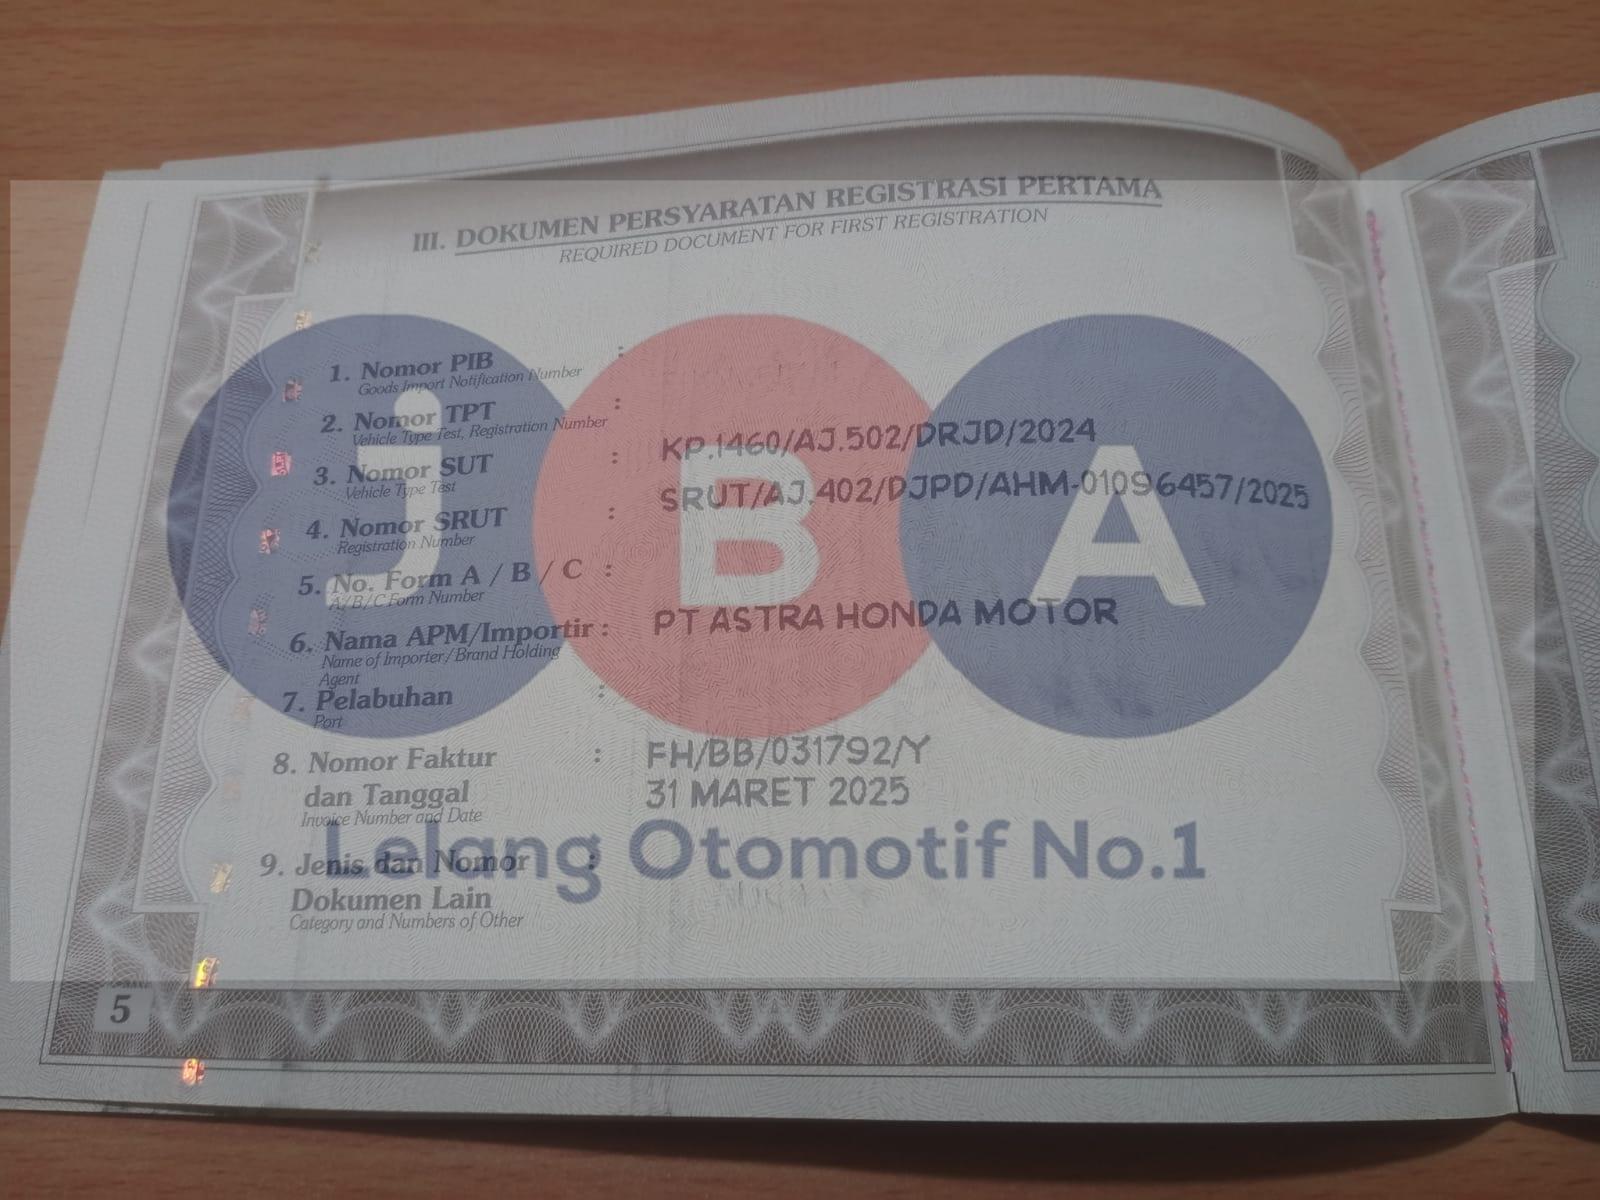 III. DOKUMEN PERSYARATAN REGISTRASI PERTAMA
REQUIRED DOCUMENT FOR FIRST REGISTRATION
1. Nomor PIB :
Goods Import Notification Number
2. Nomor TPT :
Vehicle Type Test, Registration Number
3. Nomor SUT : KP.1460/AJ.502/DRJD/2024
Vehicle Type Test
4. Nomor SRUT : SRUT/AJ.402/DJPD/AHM-01096457/2025
Registration Number
5. No. Form A / B / C :
A/B/C Form Number
6. Nama APM/Importir : PT ASTRA HONDA MOTOR
Name of Importer/Brand Holding
Agent
7. Pelabuhan :
Port
8. Nomor Faktur : FH/BB/031792/Y
dan Tanggal 31 MARET 2025
Invoice Number and Date
9. Jenis dan Nomor :
Dokumen Lain
Category and Numbers of Other
5
jBA
Lelang Otomotif No.1